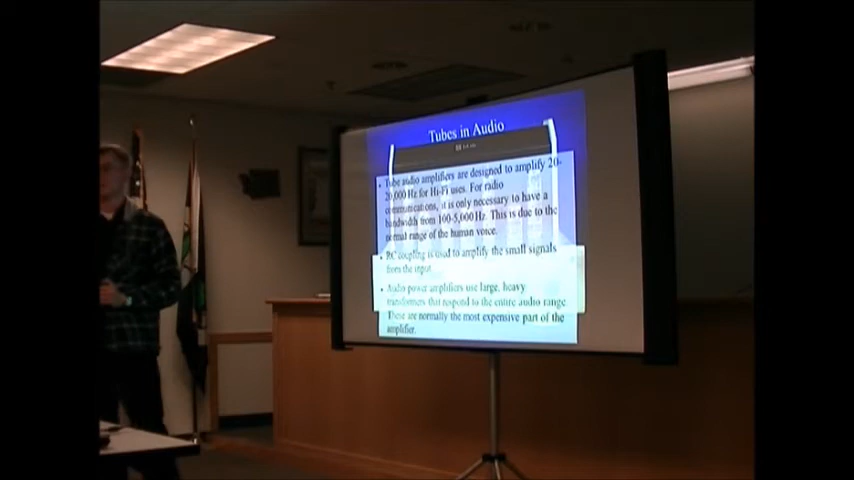 Tubes in Audio
• Tube audio amplifiers are designed to amplify 20-
20,000 Hz for Hi-Fi uses. For radio
communications, it is only necessary to have a
bandwidth from 100-5,000 Hz. This is due to the
normal range of the human voice.
• RC coupling is used to amplify the small signals
from the input
• Audio power amplifiers use large, heavy
transformers that respond to the entire audio range.
These are normally the most expensive part of the
amplifier.